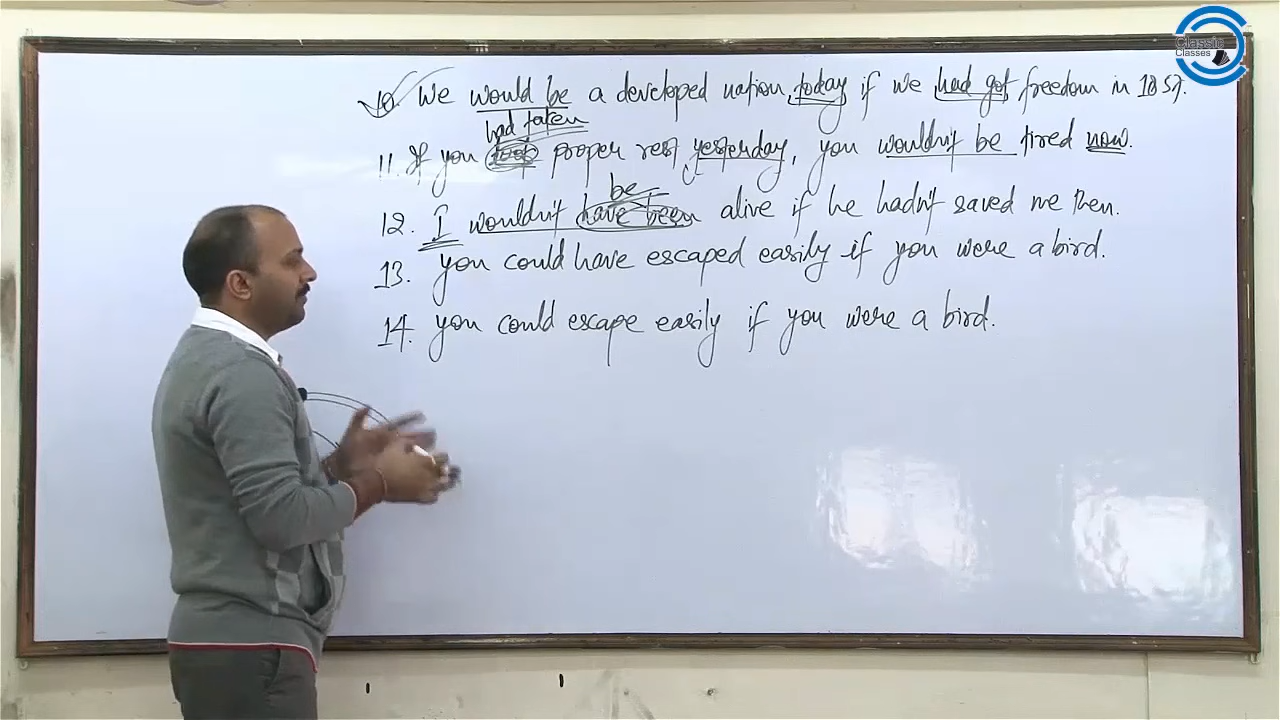 Classic
Classes
10. We would be a developed nation, today if we had got freedom in 1857.
had taken
11. If you took proper rest yesterday, you wouldn't be tired now.
be
12. I wouldn't have been alive if he hadn't saved me then.
13. you could have escaped easily if you were a bird.
14. you could escape easily if you were a bird.